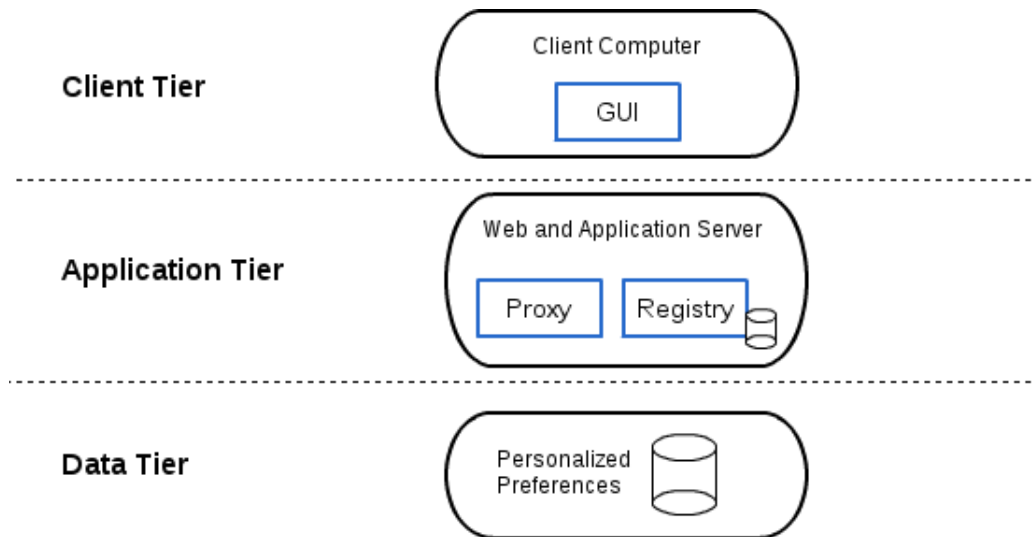 Client Tier
Client Computer
GUI
Application Tier
Web and Application Server
Proxy
Registry
Data Tier
Personalized
Preferences